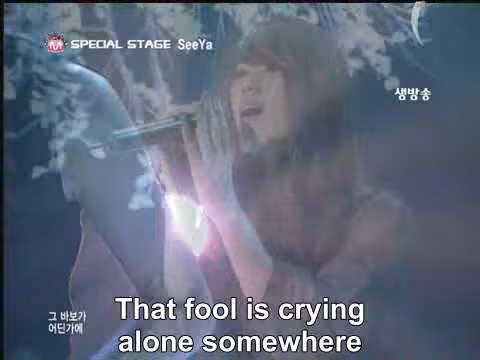 SPECIAL STAGE SeeYa
생방송
그 바보가
어딘가에
That fool is crying
alone somewhere